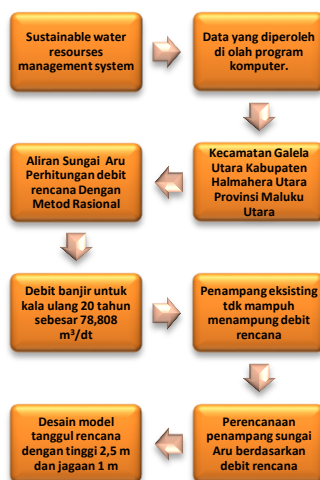 Sustainable water
resourses
management system
Data yang diperoleh
di olah program
komputer.
Kecamatan Galela
Utara Kabupaten
Halmahera Utara
Provinsi Maluku
Utara
Aliran Sungai Aru
Perhitungan debit
rencana Dengan
Metod Rasional
Debit banjir untuk
kala ulang 20 tahun
sebesar 78,808
m³/dt
Penampang eksisting
tdk mampuh
menampung debit
rencana
Perencanaan
penampang sungai
Aru berdasarkan
debit rencana
Desain model
tanggul rencana
dengan tinggi 2,5 m
dan jagaan 1 m